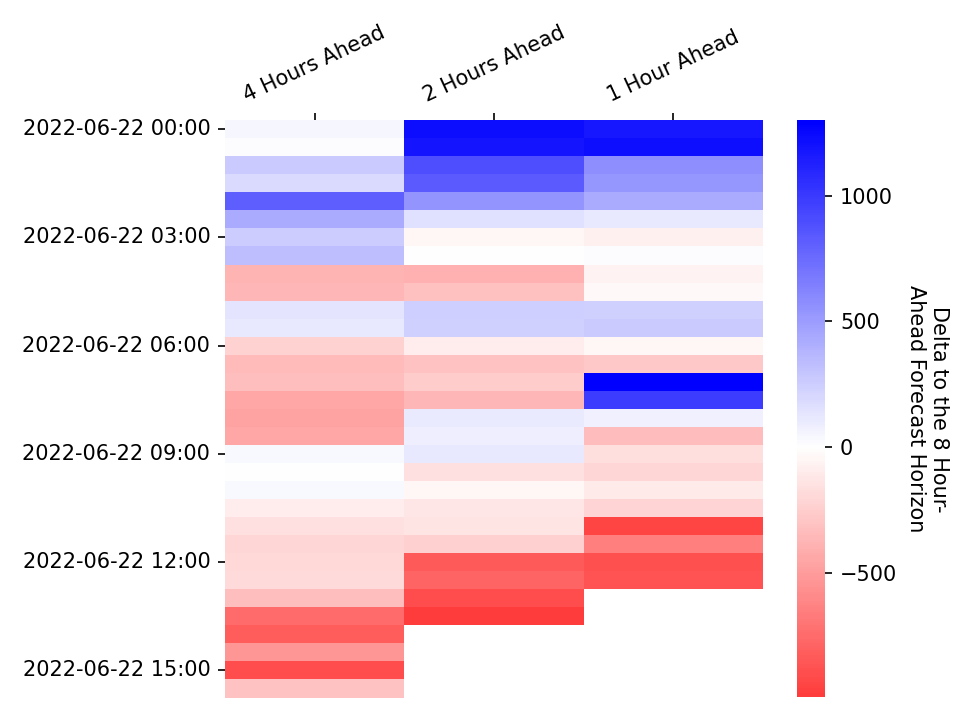 4 Hours Ahead
2 Hours Ahead
1 Hour Ahead
2022-06-22 00:00
2022-06-22 03:00
2022-06-22 06:00
2022-06-22 09:00
2022-06-22 12:00
2022-06-22 15:00
1000
500
0
−500
Delta to the 8 Hour-
Ahead Forecast Horizon